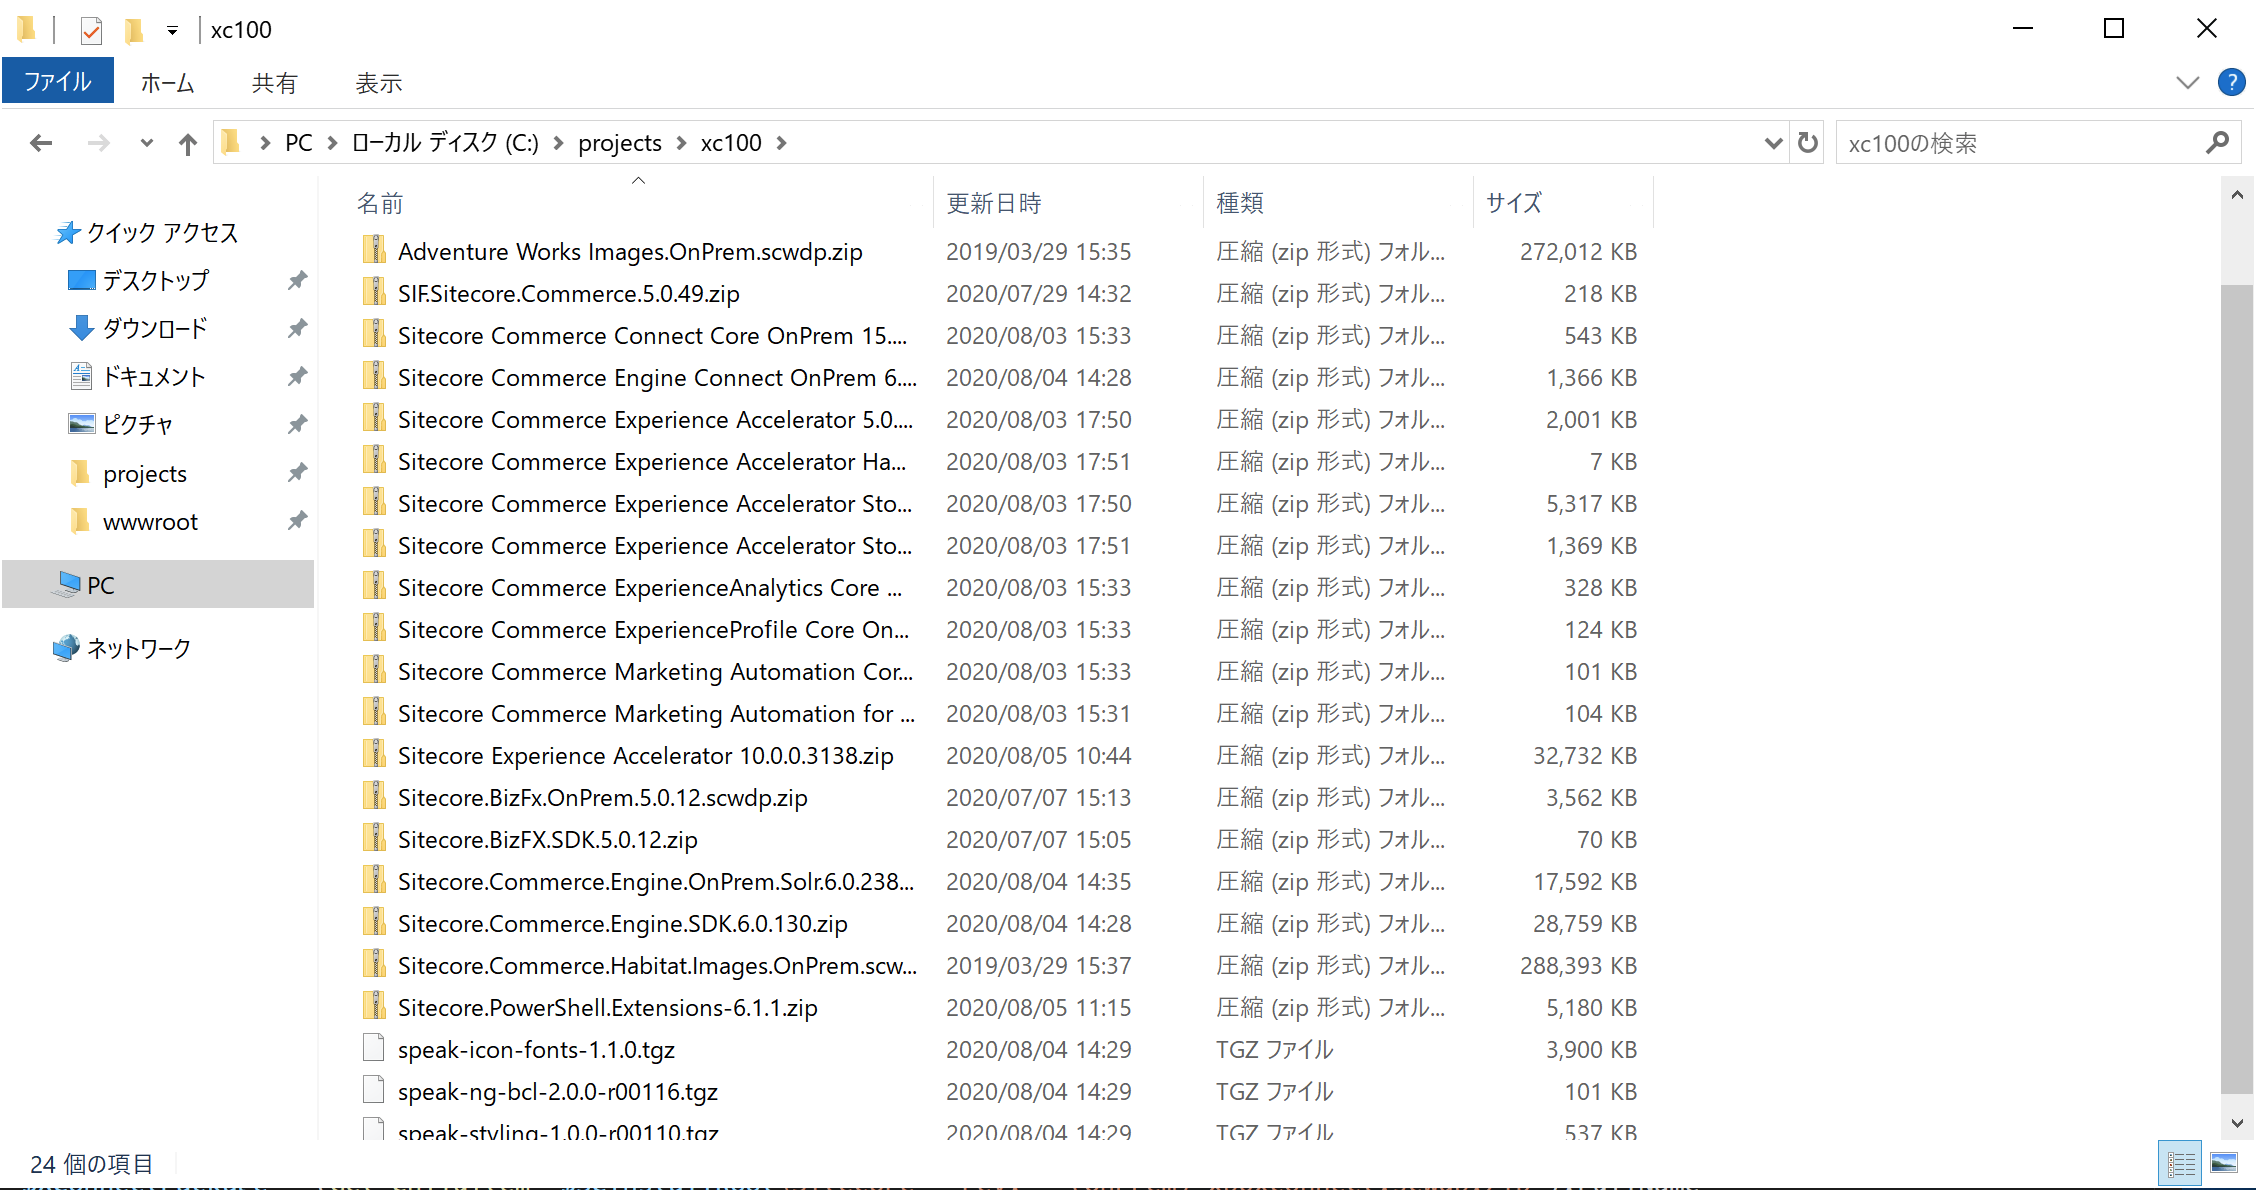 xc100
ファイル ホーム 共有 表示
PC ローカル ディスク (C:) projects xc100
xc100の検索
クイック アクセス
デスクトップ
ダウンロード
ドキュメント
ピクチャ
projects
wwwroot
PC
ネットワーク
名前 更新日時 種類 サイズ
Adventure Works Images.OnPrem.scwdp.zip 2019/03/29 15:35 圧縮 (zip 形式) フォル... 272,012 KB
SIF.Sitecore.Commerce.5.0.49.zip 2020/07/29 14:32 圧縮 (zip 形式) フォル... 218 KB
Sitecore Commerce Connect Core OnPrem 15.... 2020/08/03 15:33 圧縮 (zip 形式) フォル... 543 KB
Sitecore Commerce Engine Connect OnPrem 6.... 2020/08/04 14:28 圧縮 (zip 形式) フォル... 1,366 KB
Sitecore Commerce Experience Accelerator 5.0.... 2020/08/03 17:50 圧縮 (zip 形式) フォル... 2,001 KB
Sitecore Commerce Experience Accelerator Ha... 2020/08/03 17:51 圧縮 (zip 形式) フォル... 7 KB
Sitecore Commerce Experience Accelerator Sto... 2020/08/03 17:50 圧縮 (zip 形式) フォル... 5,317 KB
Sitecore Commerce Experience Accelerator Sto... 2020/08/03 17:51 圧縮 (zip 形式) フォル... 1,369 KB
Sitecore Commerce ExperienceAnalytics Core ... 2020/08/03 15:33 圧縮 (zip 形式) フォル... 328 KB
Sitecore Commerce ExperienceProfile Core On... 2020/08/03 15:33 圧縮 (zip 形式) フォル... 124 KB
Sitecore Commerce Marketing Automation Cor... 2020/08/03 15:33 圧縮 (zip 形式) フォル... 101 KB
Sitecore Commerce Marketing Automation for ... 2020/08/03 15:31 圧縮 (zip 形式) フォル... 104 KB
Sitecore Experience Accelerator 10.0.0.3138.zip 2020/08/05 10:44 圧縮 (zip 形式) フォル... 32,732 KB
Sitecore.BizFx.OnPrem.5.0.12.scwdp.zip 2020/07/07 15:13 圧縮 (zip 形式) フォル... 3,562 KB
Sitecore.BizFX.SDK.5.0.12.zip 2020/07/07 15:05 圧縮 (zip 形式) フォル... 70 KB
Sitecore.Commerce.Engine.OnPrem.Solr.6.0.238... 2020/08/04 14:35 圧縮 (zip 形式) フォル... 17,592 KB
Sitecore.Commerce.Engine.SDK.6.0.130.zip 2020/08/04 14:28 圧縮 (zip 形式) フォル... 28,759 KB
Sitecore.Commerce.Habitat.Images.OnPrem.scw... 2019/03/29 15:37 圧縮 (zip 形式) フォル... 288,393 KB
Sitecore.PowerShell.Extensions-6.1.1.zip 2020/08/05 11:15 圧縮 (zip 形式) フォル... 5,180 KB
speak-icon-fonts-1.1.0.tgz 2020/08/04 14:29 TGZ ファイル 3,900 KB
speak-ng-bcl-2.0.0-r00116.tgz 2020/08/04 14:29 TGZ ファイル 101 KB
speak-styling-1.0.0-r00110.tgz 2020/08/04 14:29 TGZ ファイル 537 KB
24 個の項目